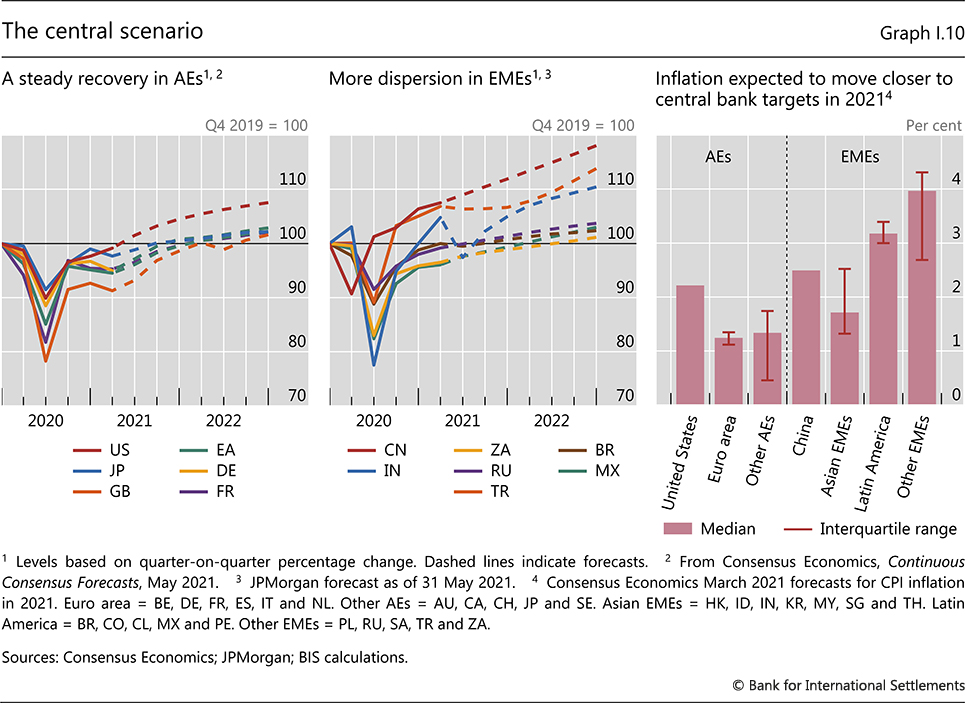 The central scenario
Graph I.10
A steady recovery in AEs1, 2
More dispersion in EMEs1, 3
Inflation expected to move closer to
central bank targets in 20214
Q4 2019 = 100
Q4 2019 = 100
Per cent
110
100
90
80
70
2020 2021 2022
US EA
JP DE
GB FR
110
100
90
80
70
2020 2021 2022
CN ZA BR
IN RU MX
TR
AEs EMEs
4
3
2
1
0
United States
Euro area
Other AEs
China
Asian EMEs
Latin America
Other EMEs
Median Interquartile range
1 Levels based on quarter-on-quarter percentage change. Dashed lines indicate forecasts. 2 From Consensus Economics, Continuous
Consensus Forecasts, May 2021. 3 JPMorgan forecast as of 31 May 2021. 4 Consensus Economics March 2021 forecasts for CPI inflation
in 2021. Euro area = BE, DE, FR, ES, IT and NL. Other AEs = AU, CA, CH, JP and SE. Asian EMEs = HK, ID, IN, KR, MY, SG and TH. Latin
America = BR, CO, CL, MX and PE. Other EMEs = PL, RU, SA, TR and ZA.
Sources: Consensus Economics; JPMorgan; BIS calculations.
© Bank for International Settlements